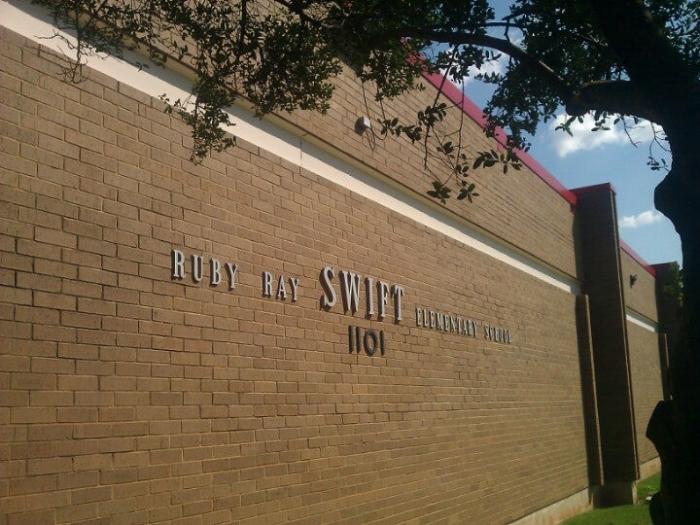 RUBY RAY SWIFT ELEMENTARY SCHOOL
1101